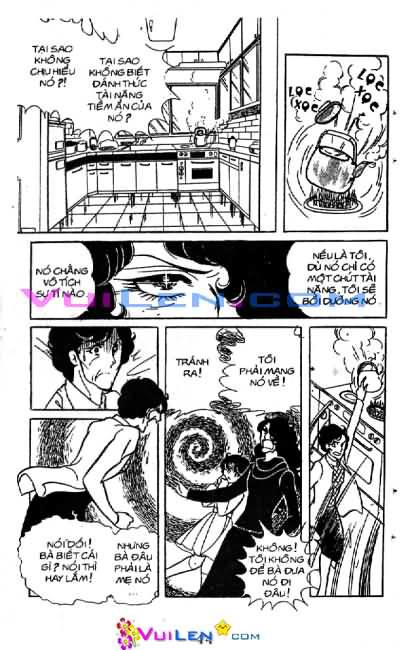 TẠI SAO
KHÔNG
CHỊU HIỂU
NÓ?!
TẠI SAO
KHÔNG BIẾT
ĐÁNH THỨC
TÀI NĂNG
TIỀM ẨN CỦA
NÓ?
LỌC
XỌC
LỌC
XỌC
NÓ CHẲNG
VÔ TÍCH
SỰ TÍ NÀO
NẾU LÀ TÔI,
DÙ NÓ CHỈ CÓ
MỘT CHÚT TÀI
NĂNG, TÔI SẼ
BỒI DƯỠNG NÓ
VUILEN.COM
TRÁNH
RA!
TÔI
PHẢI MANG
NÓ VỀ!
NÓI DỐI!
BÀ BIẾT CÁI
GÌ? NÓI THÌ
HAY LẮM!
NHƯNG
BÀ ĐÂU
PHẢI LÀ
MẸ NÓ
...
KHÔNG!
TÔI KHÔNG
ĐỂ BÀ ĐƯA
NÓ ĐI
ĐÂU!
VUILEN.COM